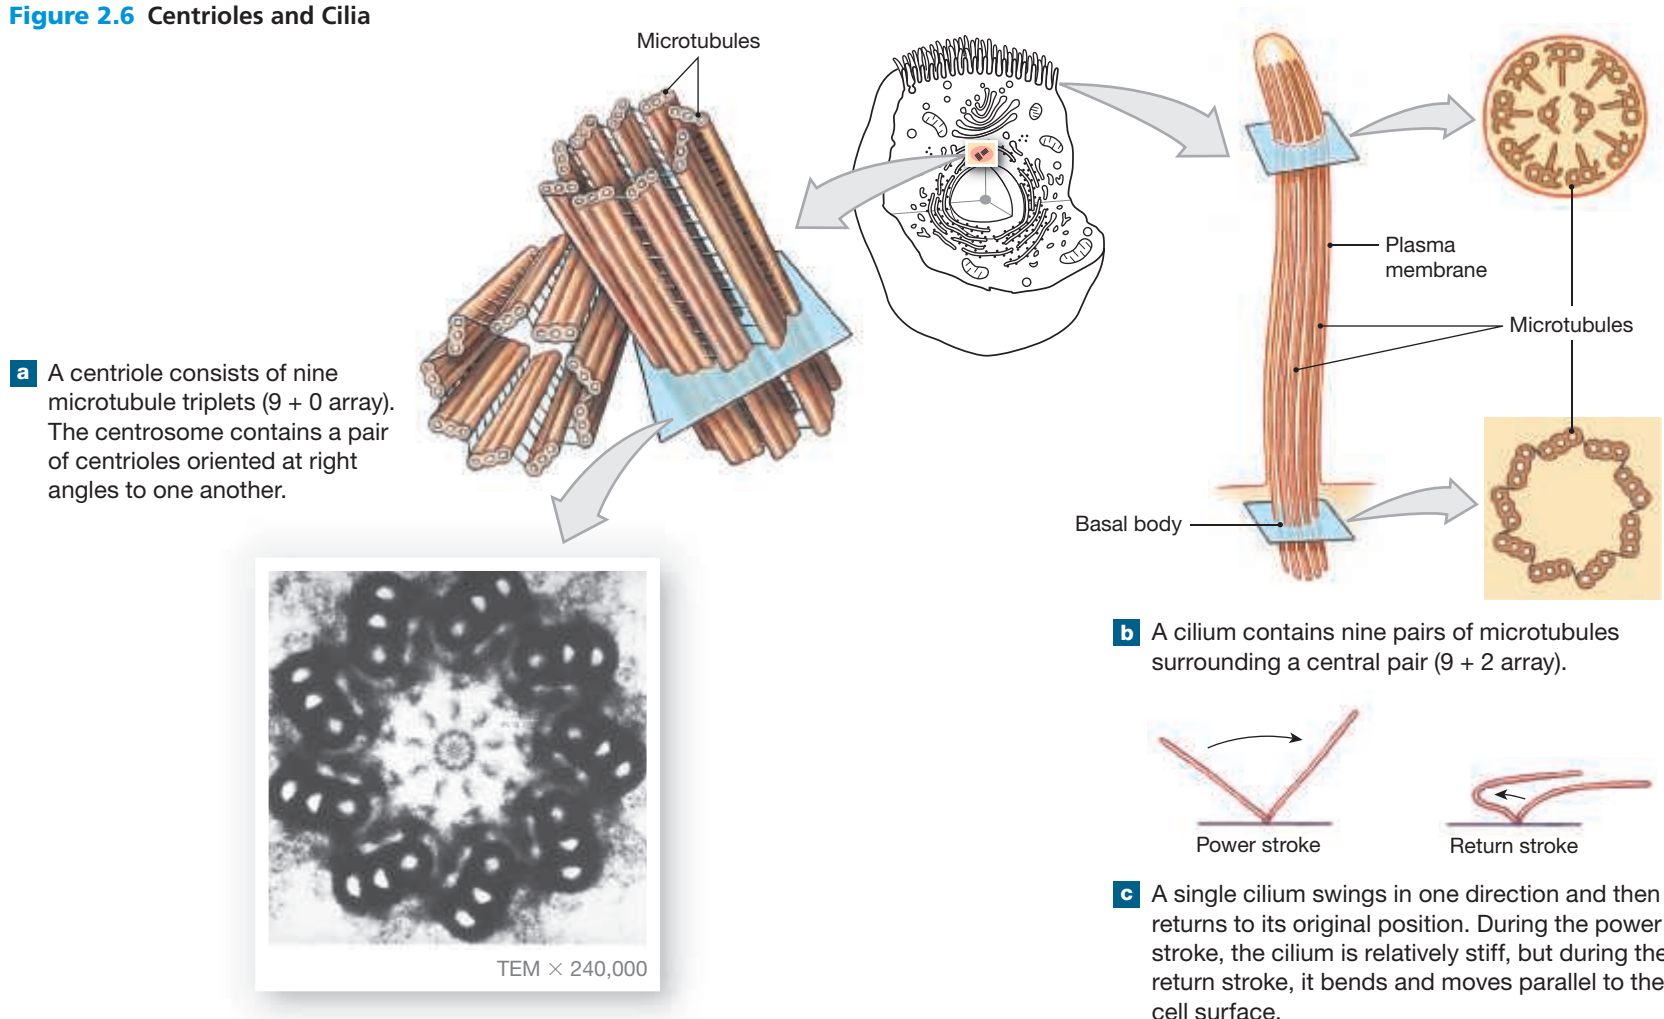 Figure 2.6 Centrioles and Cilia
Microtubules
a A centriole consists of nine
microtubule triplets (9 + 0 array).
The centrosome contains a pair
of centrioles oriented at right
angles to one another.
TEM × 240,000
Plasma
membrane
Microtubules
Basal body
b A cilium contains nine pairs of microtubules
surrounding a central pair (9 + 2 array).
Power stroke
Return stroke
c A single cilium swings in one direction and then
returns to its original position. During the power
stroke, the cilium is relatively stiff, but during the
return stroke, it bends and moves parallel to the
cell surface.